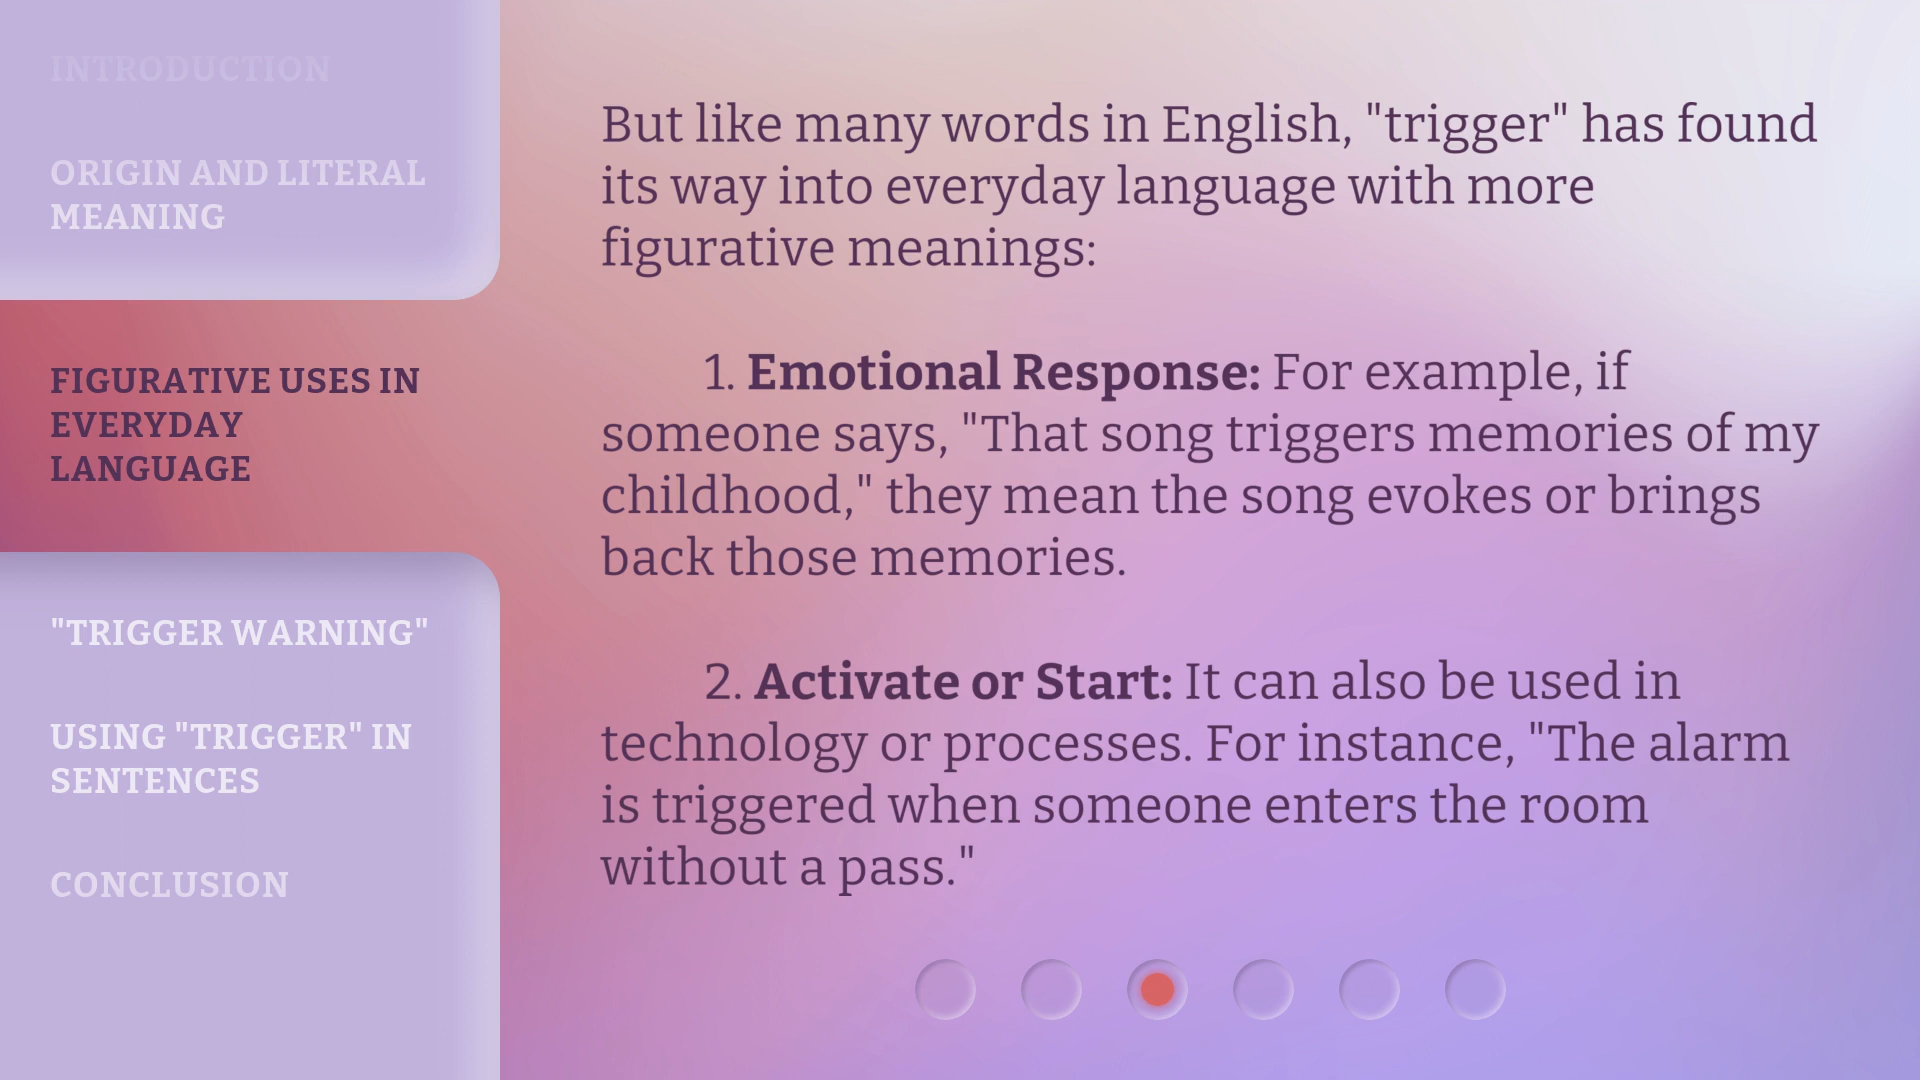 INTRODUCTION
ORIGIN AND LITERAL
MEANING
FIGURATIVE USES IN
EVERYDAY
LANGUAGE
"TRIGGER WARNING"
USING "TRIGGER" IN
SENTENCES
CONCLUSION
But like many words in English, "trigger" has found
its way into everyday language with more
figurative meanings:
1. Emotional Response: For example, if
someone says, "That song triggers memories of my
childhood," they mean the song evokes or brings
back those memories.
2. Activate or Start: It can also be used in
technology or processes. For instance, "The alarm
is triggered when someone enters the room
without a pass."